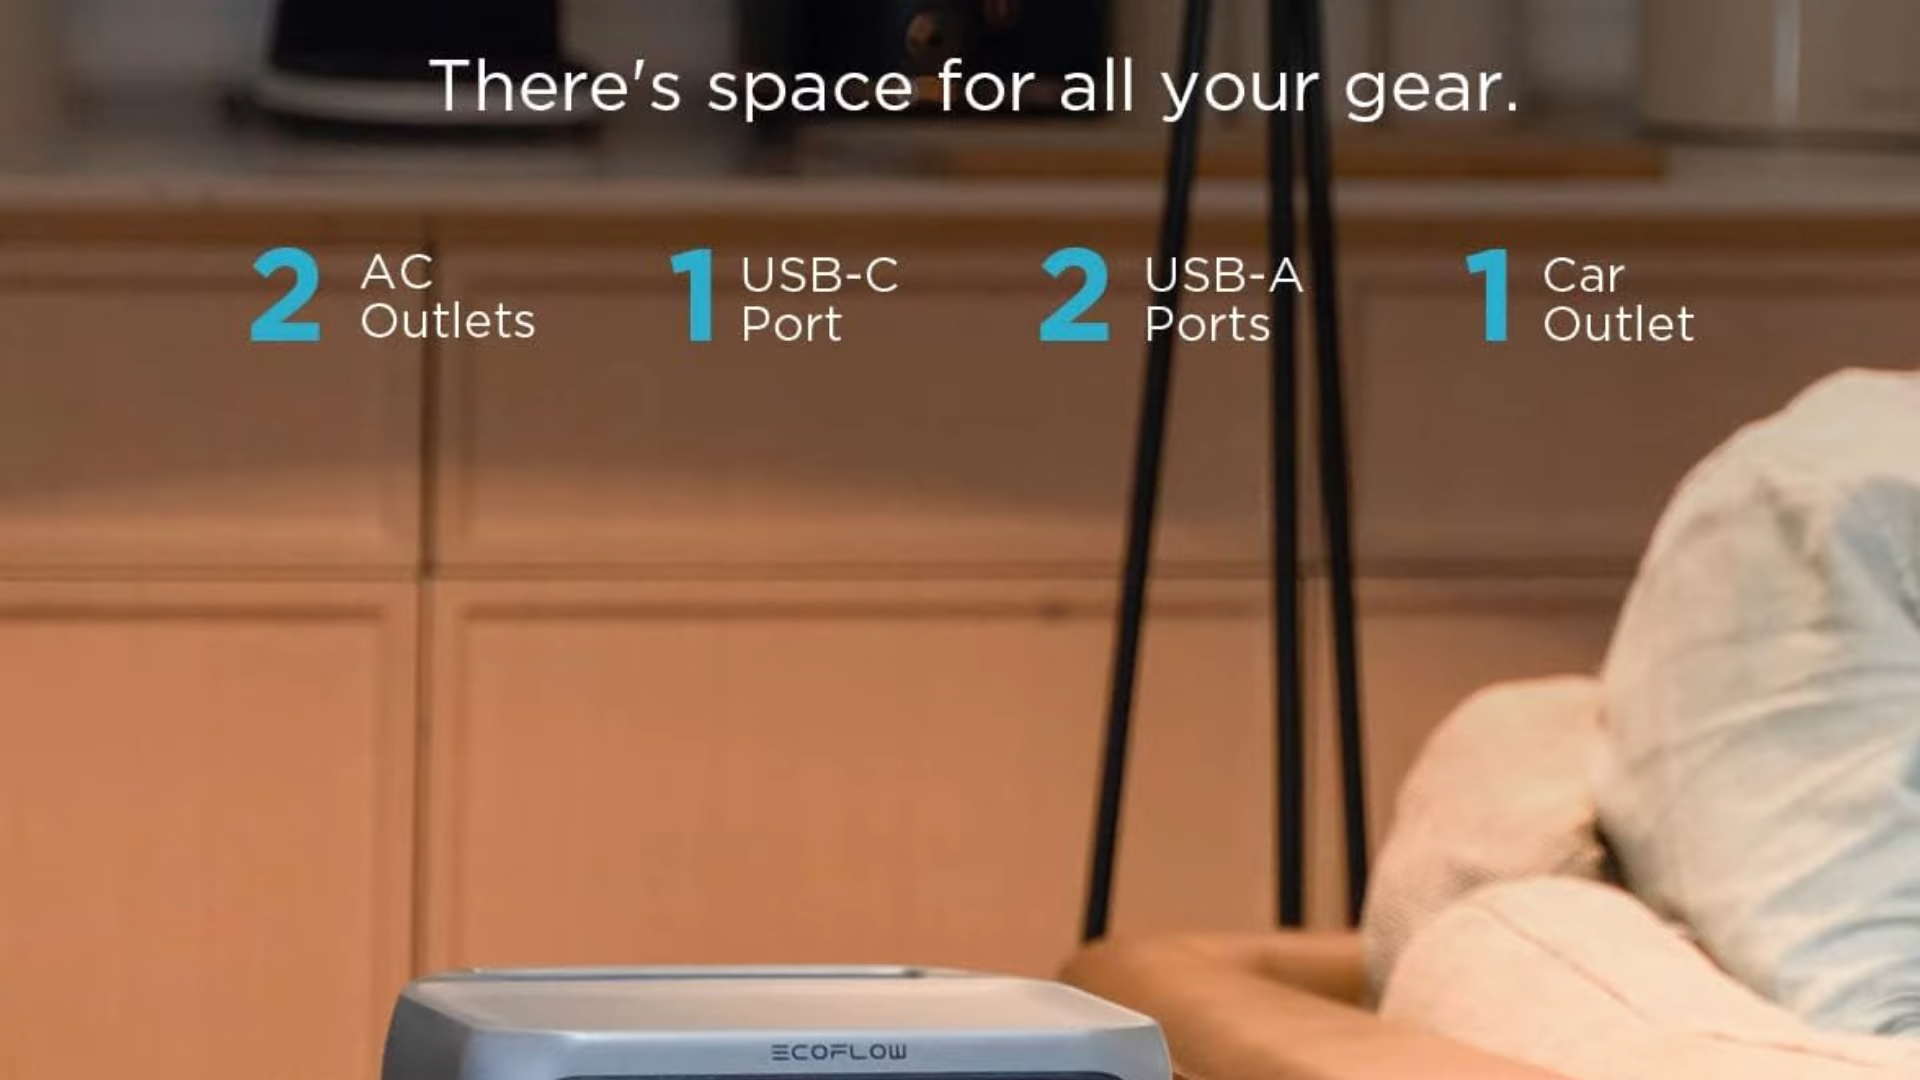 There's space for all your gear.
2 AC
Outlets
1 USB-C
Port
2 USB-A
Ports
1 Car
Outlet
ECOFLOW